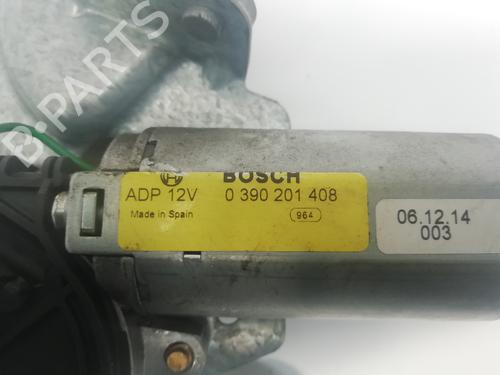 B-PARTS
BOSCH
ADP 12V 0 390 201 408
Made in Spain 964
06.12.14
003